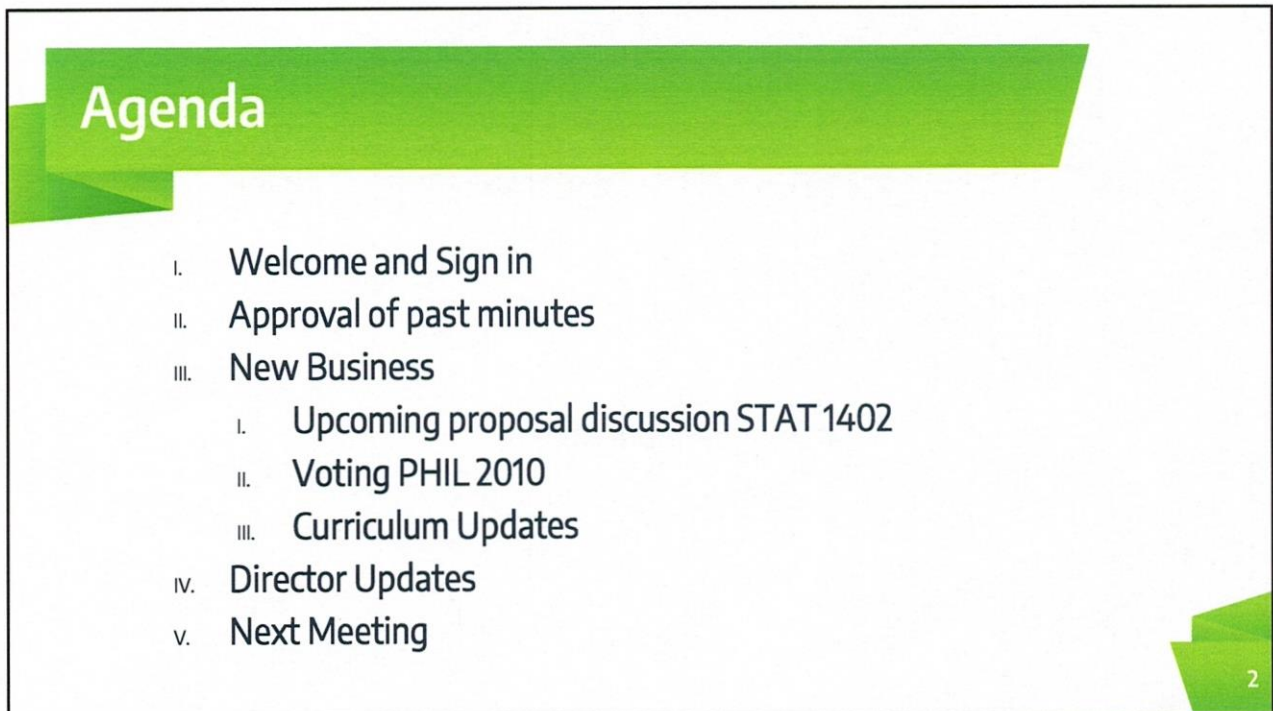 Agenda
I. Welcome and Sign in
II. Approval of past minutes
III. New Business
I. Upcoming proposal discussion STAT 1402
II. Voting PHIL 2010
III. Curriculum Updates
IV. Director Updates
V. Next Meeting
2